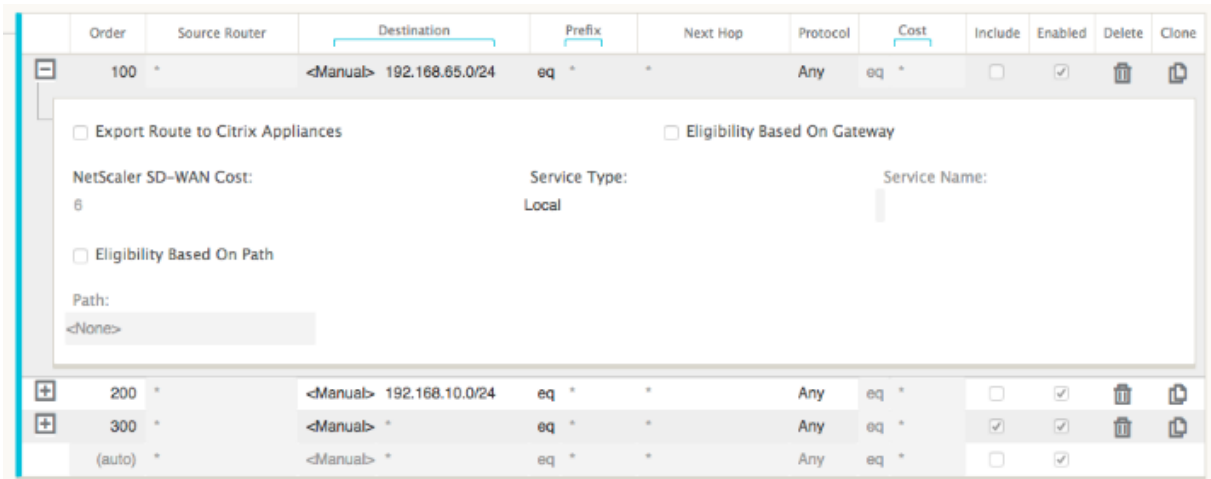 Order Source Router Destination Prefix Next Hop Protocol Cost Include Enabled Delete Clone
100 * <Manual> 192.168.65.0/24 eq * * Any eq *
Export Route to Citrix Appliances Eligibility Based On Gateway
NetScaler SD-WAN Cost: Service Type: Service Name:
6 Local
Eligibility Based On Path
Path:
<None>
200 * <Manual> 192.168.10.0/24 eq * * Any eq *
300 * <Manual> * eq * * Any eq *
(auto) * <Manual> * eq * * Any eq *